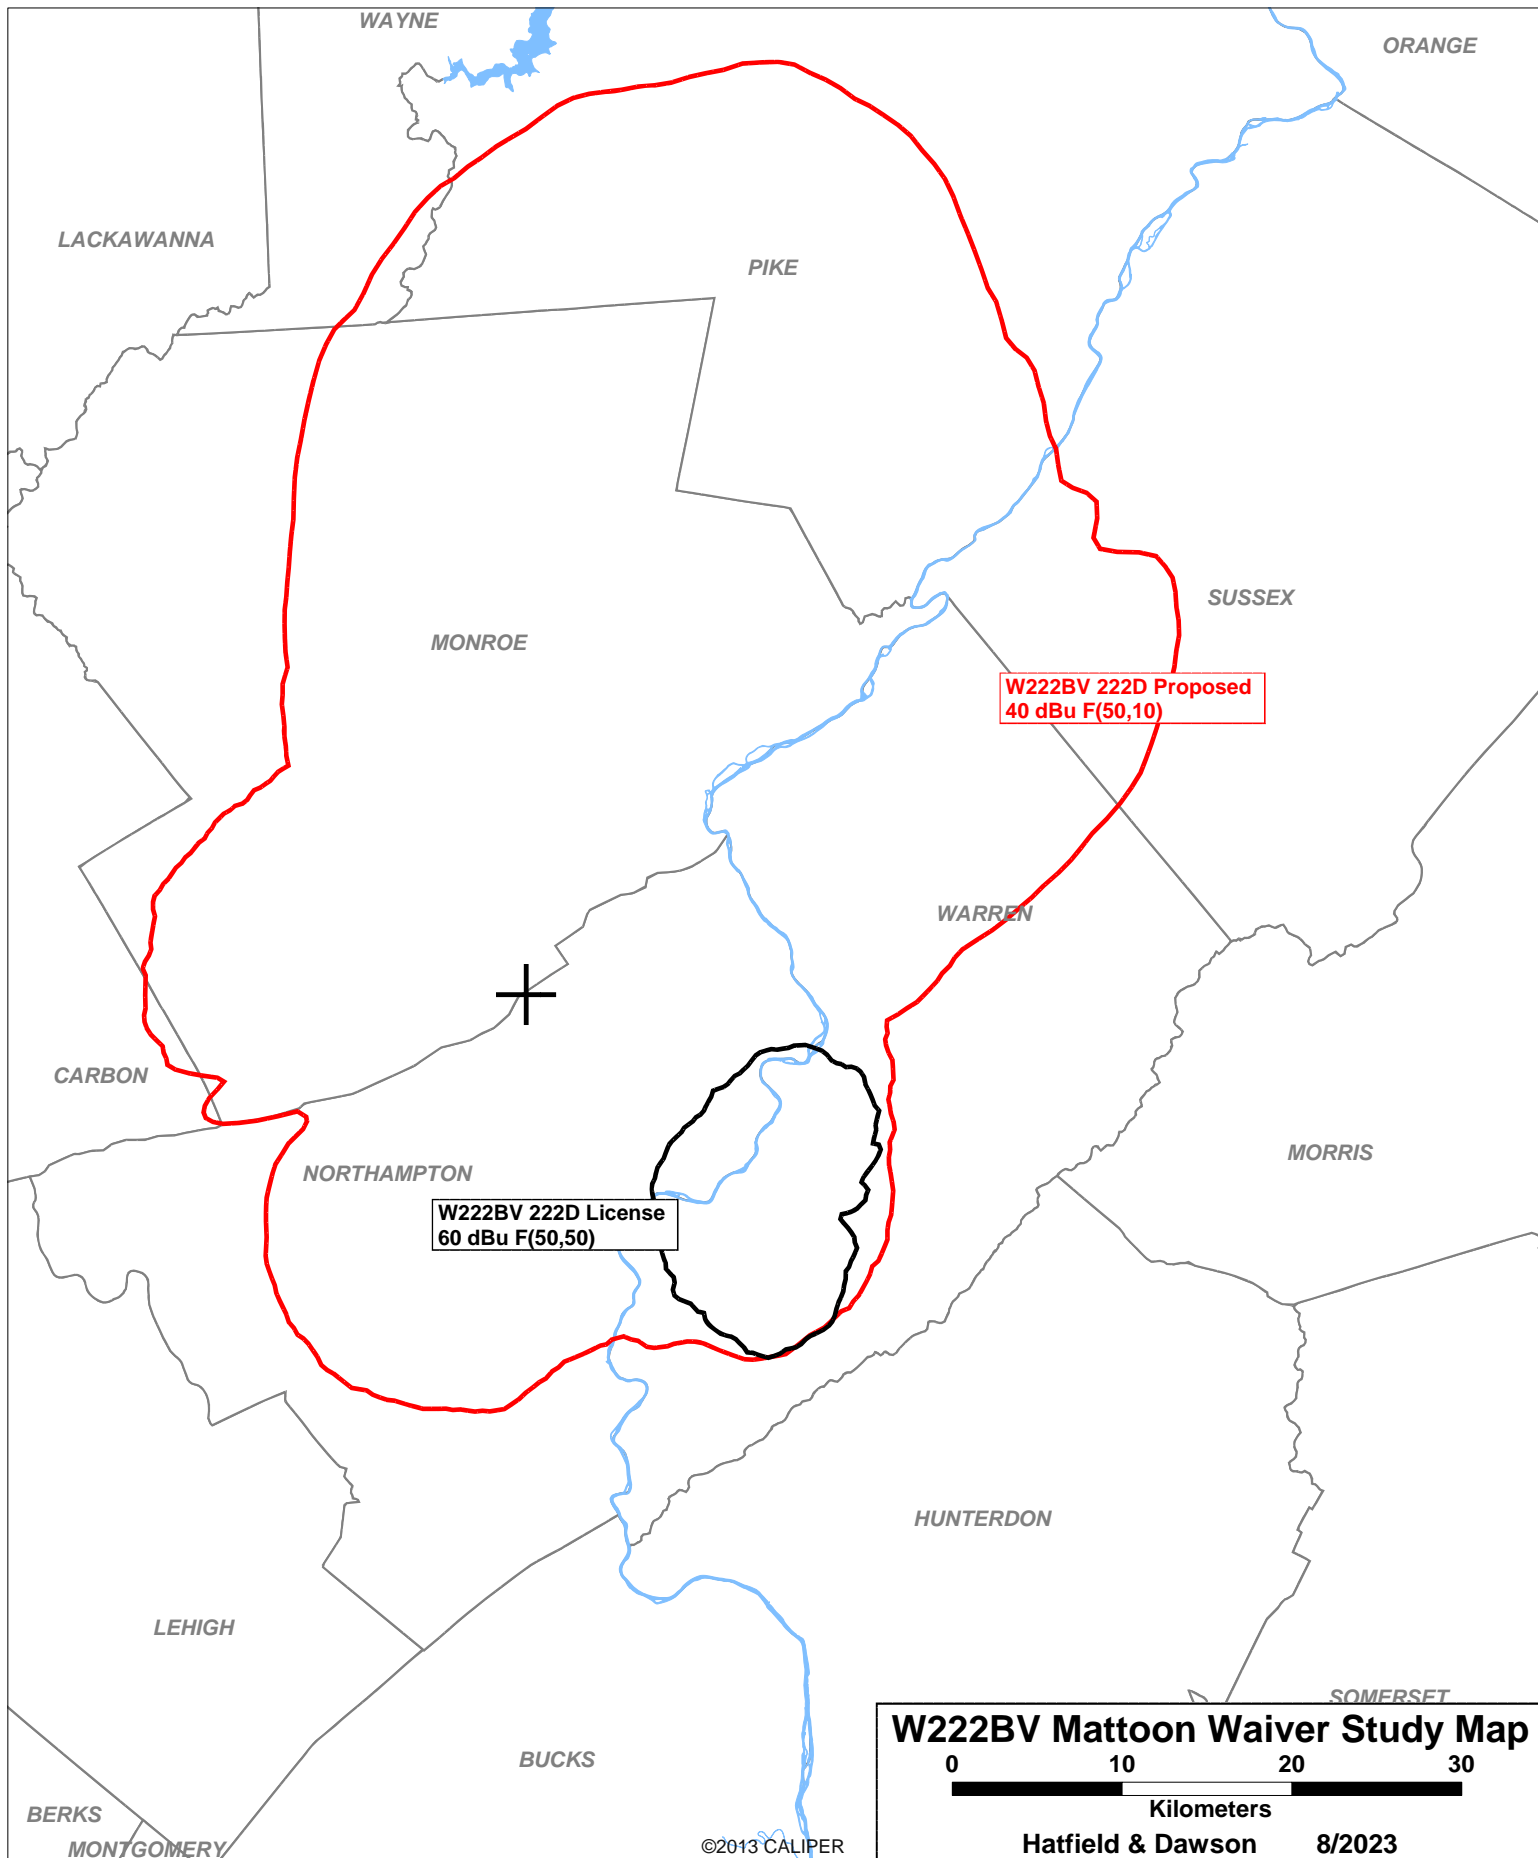 WAYNE
ORANGE
LACKAWANNA
PIKE
SUSSEX
MONROE
W222BV 222D Proposed
40 dBu F(50,10)
WARREN
CARBON
MORRIS
NORTHAMPTON
W222BV 222D License
60 dBu F(50,50)
HUNTERDON
LEHIGH
SOMERSET
W222BV Mattoon Waiver Study Map
BUCKS
0 10 20 30
Kilometers
BERKS
MONTGOMERY
©2013 CALIPER
Hatfield & Dawson 8/2023